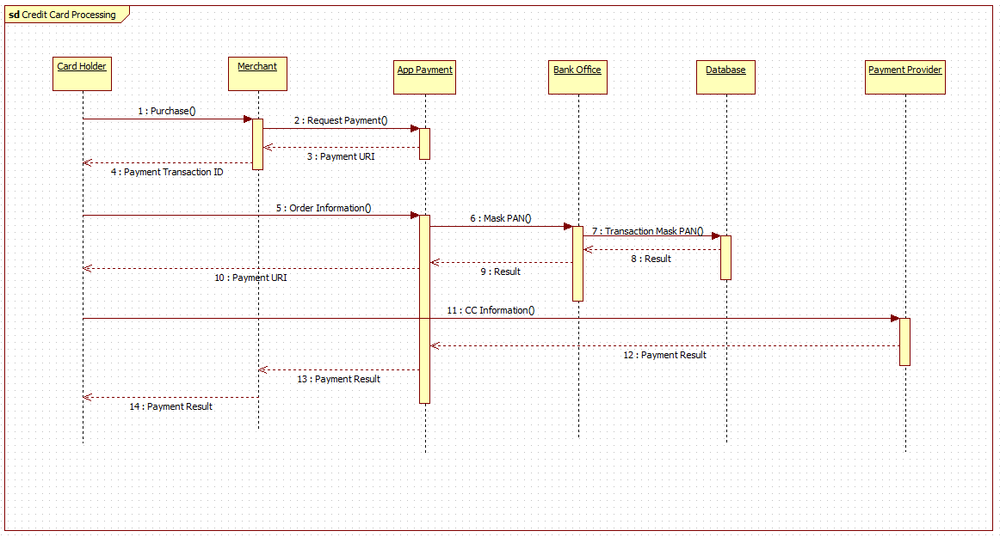 sd Credit Card Processing
Card Holder
Merchant
App Payment
Bank Office
Database
Payment Provider
1 : Purchase()
2 : Request Payment()
3 : Payment URI
4 : Payment Transaction ID
5 : Order Information()
6 : Mask PAN()
7 : Transaction Mask PAN()
8 : Result
9 : Result
10 : Payment URI
11 : CC Information()
12 : Payment Result
13 : Payment Result
14 : Payment Result